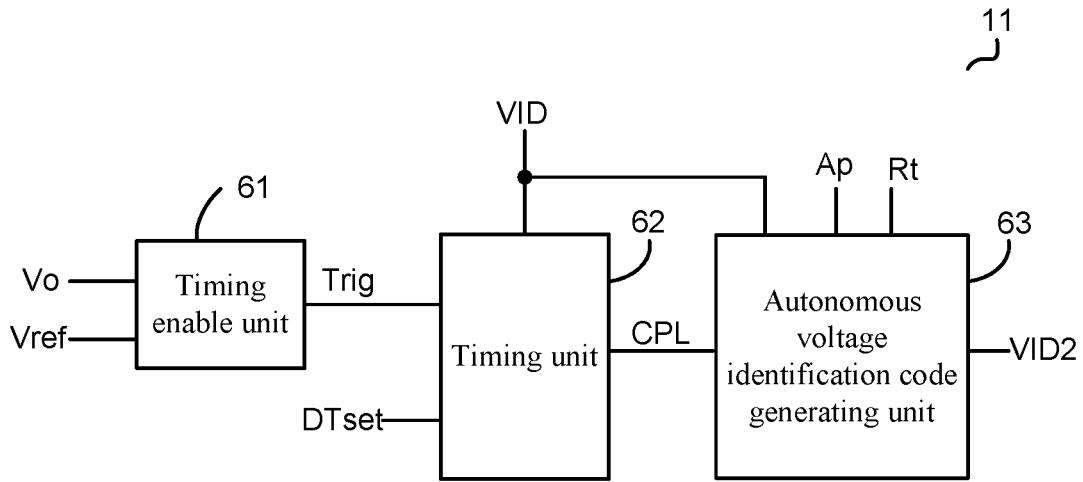 11
VID
Ap
Rt
61
62
63
Vo
Vref
Timing
enable unit
Trig
DTset
Timing unit
CPL
Autonomous
voltage
identification code
generating unit
VID2